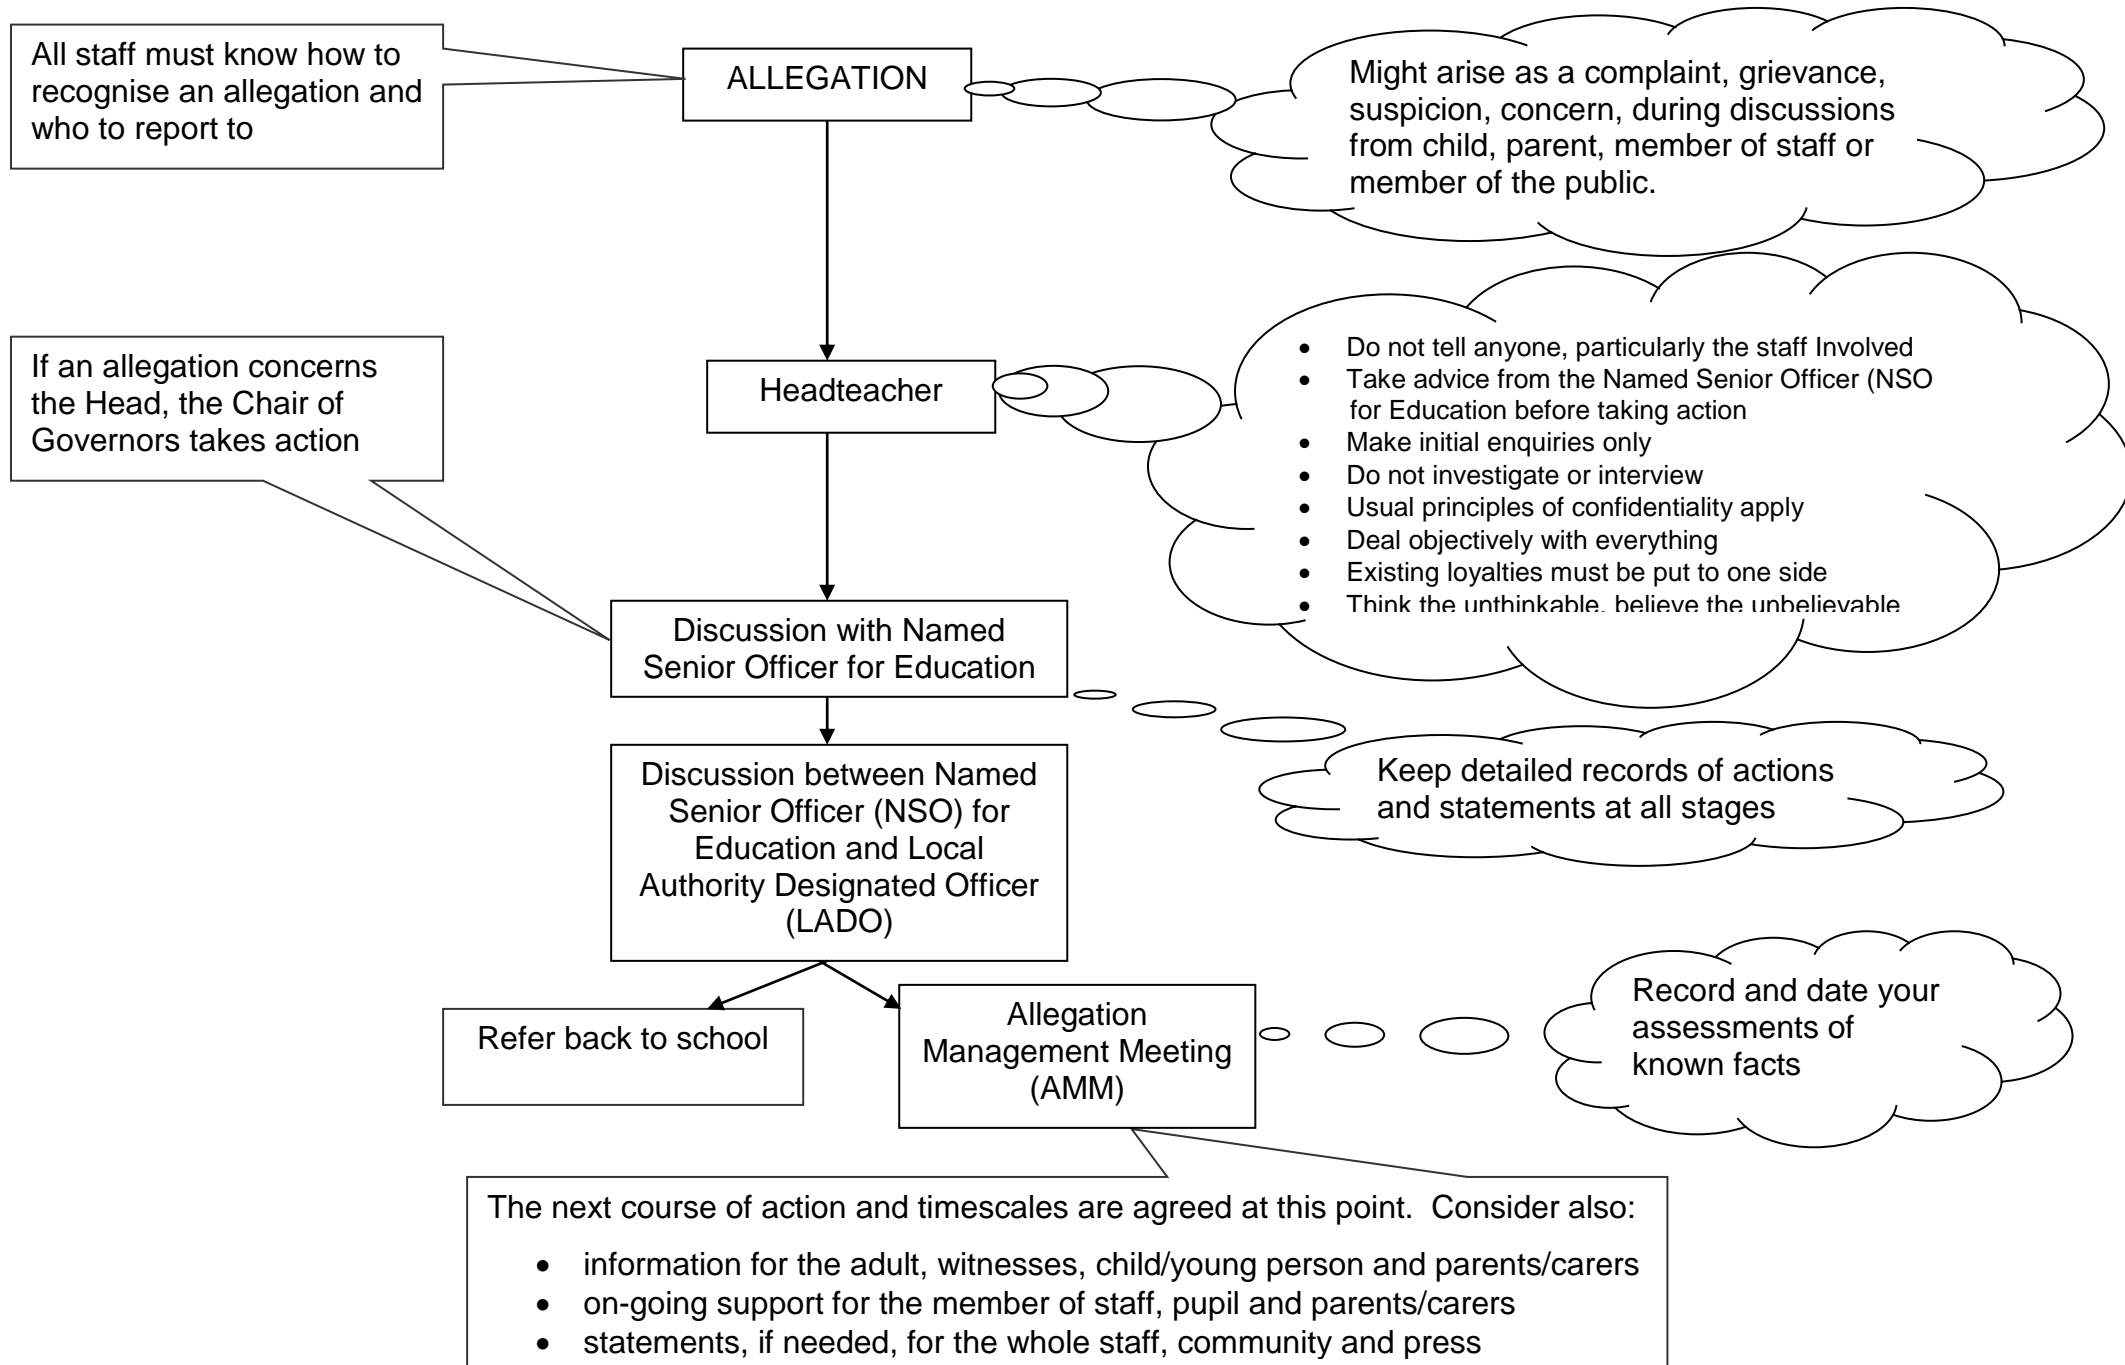 All staff must know how to
recognise an allegation and
who to report to
ALLEGATION
Might arise as a complaint, grievance,
suspicion, concern, during discussions
from child, parent, member of staff or
member of the public.
If an allegation concerns
the Head, the Chair of
Governors takes action
Headteacher
• Do not tell anyone, particularly the staff Involved
• Take advice from the Named Senior Officer (NSO
for Education before taking action
• Make initial enquiries only
• Do not investigate or interview
• Usual principles of confidentiality apply
• Deal objectively with everything
• Existing loyalties must be put to one side
• Think the unthinkable, believe the unbelievable
Discussion with Named
Senior Officer for Education
Keep detailed records of actions
and statements at all stages
Discussion between Named
Senior Officer (NSO) for
Education and Local
Authority Designated Officer
(LADO)
Refer back to school
Allegation
Management Meeting
(AMM)
Record and date your
assessments of
known facts
The next course of action and timescales are agreed at this point.  Consider also:
• information for the adult, witnesses, child/young person and parents/carers
• on-going support for the member of staff, pupil and parents/carers
• statements, if needed, for the whole staff, community and press